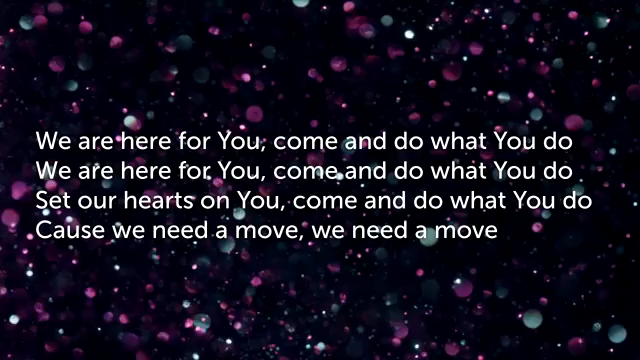 We are here for You, come and do what You do
We are here for You, come and do what You do
Set our hearts on You, come and do what You do
Cause we need a move, we need a move